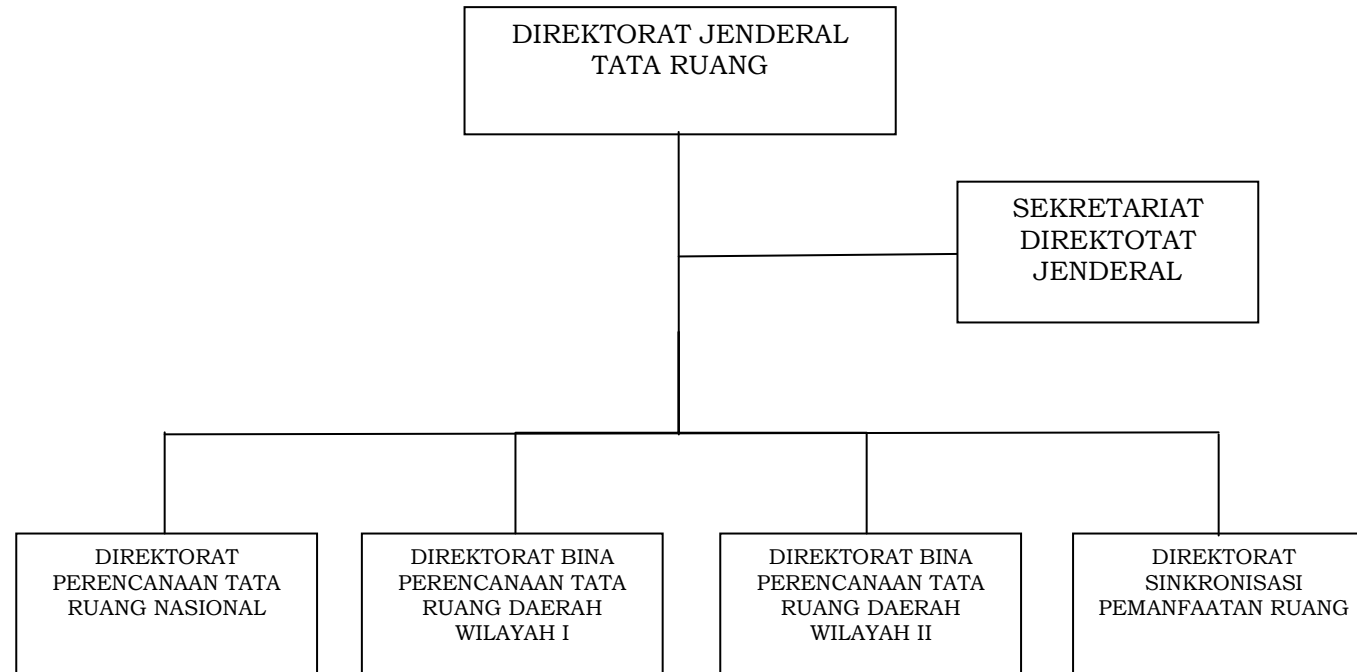 DIREKTORAT JENDERAL
TATA RUANG
SEKRETARIAT
DIREKTOTAT
JENDERAL
DIREKTORAT
PERENCANAAN TATA
RUANG NASIONAL
DIREKTORAT BINA
PERENCANAAN TATA
RUANG DAERAH
WILAYAH I
DIREKTORAT BINA
PERENCANAAN TATA
RUANG DAERAH
WILAYAH II
DIREKTORAT
SINKRONISASI
PEMANFAATAN RUANG